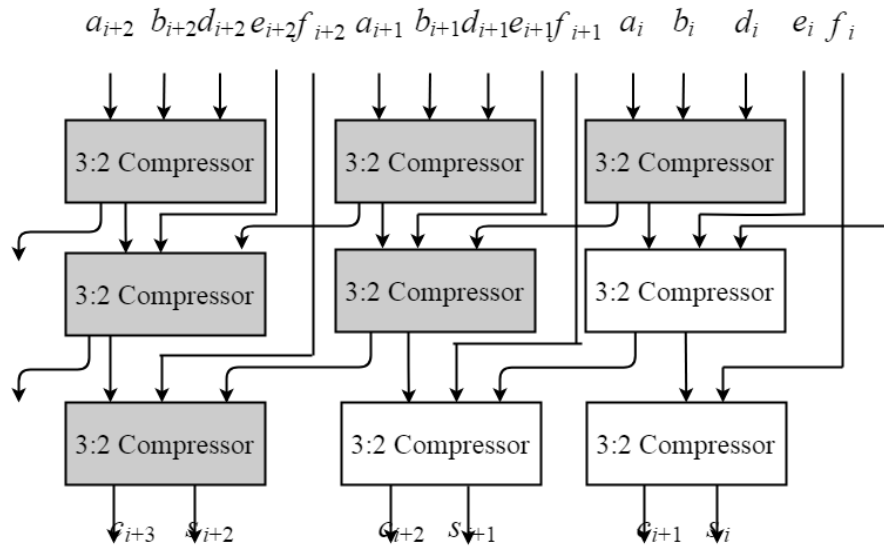 a_{i+2} b_{i+2} d_{i+2} e_{i+2} f_{i+2} a_{i+1} b_{i+1} d_{i+1} e_{i+1} f_{i+1} a_i b_i d_i e_i f_i
3:2 Compressor 3:2 Compressor 3:2 Compressor
3:2 Compressor 3:2 Compressor 3:2 Compressor
3:2 Compressor 3:2 Compressor 3:2 Compressor
c_{i+3} s_{i+2} c_{i+2} s_{i+1} c_{i+1} s_i